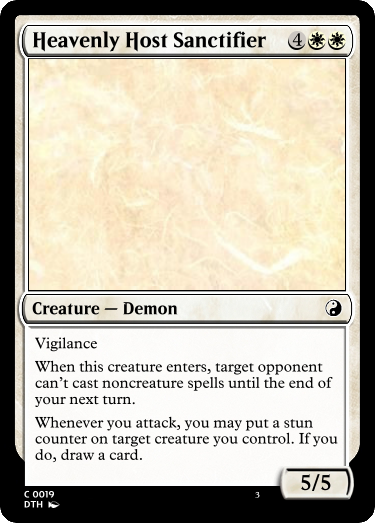 Heavenly Host Sanctifier 4
Creature — Demon
Vigilance
When this creature enters, target opponent
can't cast noncreature spells until the end of
your next turn.
Whenever you attack, you may put a stun
counter on target creature you control. If you
do, draw a card.
5/5
C 0019 3
DTH